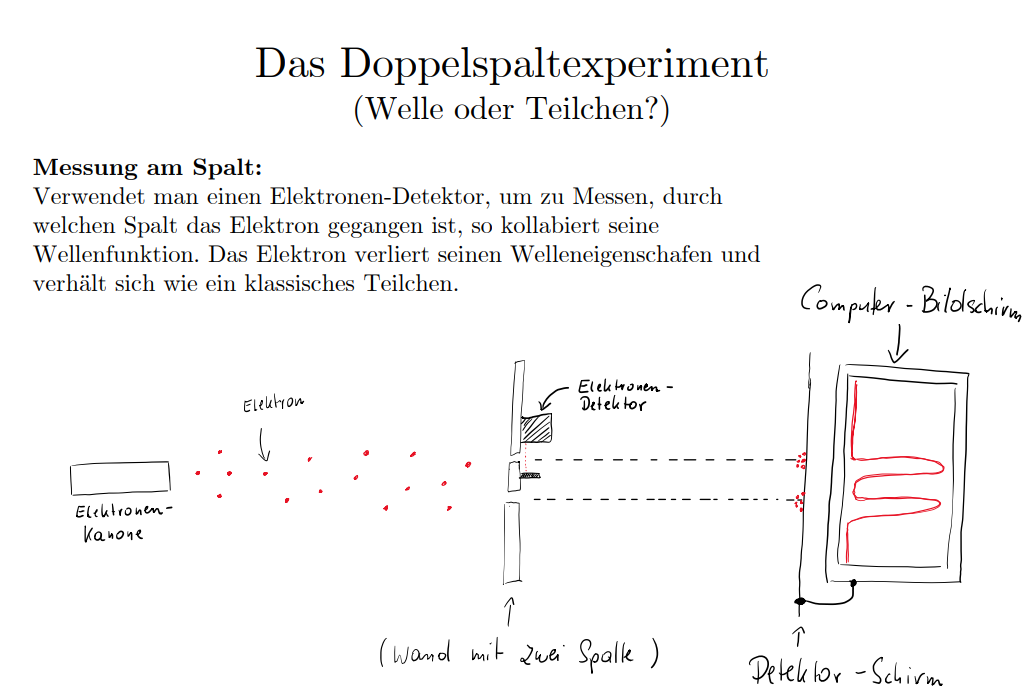 Das Doppelspaltexperiment
(Welle oder Teilchen?)
Messung am Spalt:
Verwendet man einen Elektronen-Detektor, um zu Messen, durch
welchen Spalt das Elektron gegangen ist, so kollabiert seine
Wellenfunktion. Das Elektron verliert seinen Welleneigenschafen und
verhält sich wie ein klassisches Teilchen.
Computer - Bildschirm
Elektronen-
Detektor
Elektron
Elektronen-
Kanone
(Wand mit zwei Spalte)
Detektor - Schirm